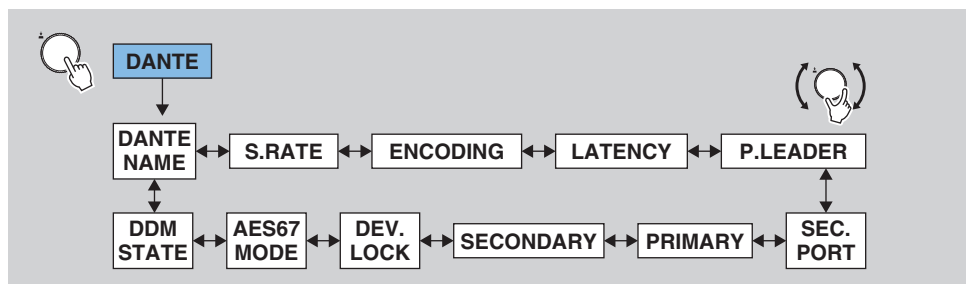 DANTE
DANTE
NAME
S.RATE
ENCODING
LATENCY
P.LEADER
DDM
STATE
AES67
MODE
DEV.
LOCK
SECONDARY
PRIMARY
SEC.
PORT